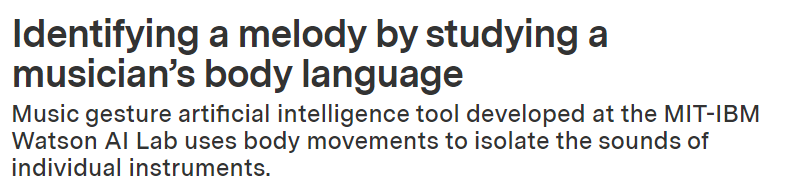 Identifying a melody by studying a
musician’s body language
Music gesture artificial intelligence tool developed at the MIT-IBM
Watson AI Lab uses body movements to isolate the sounds of
individual instruments.